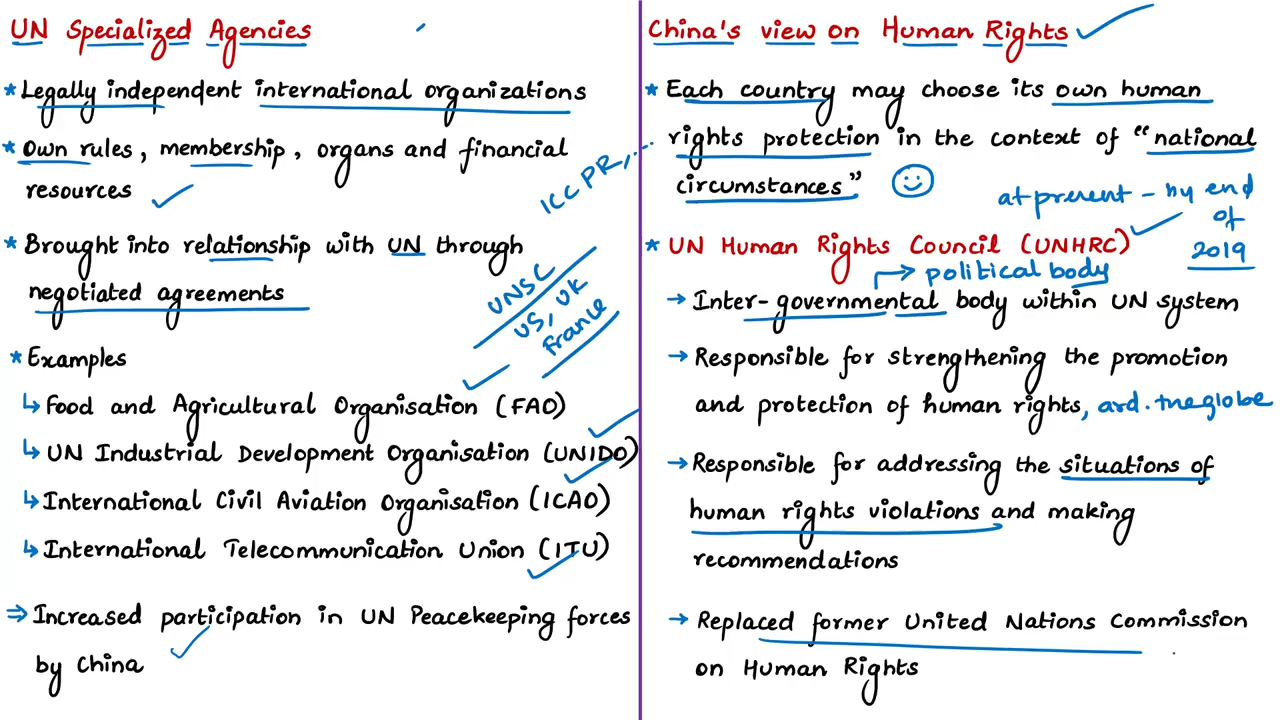 UN Specialized Agencies
* Legally independent international organizations
* Own rules, membership, organs and financial
resources
* Brought into relationship with UN through
negotiated agreements
* Examples
↳ Food and Agricultural Organisation (FAO)
↳ UN Industrial Development Organisation (UNIDO)
↳ International Civil Aviation Organisation (ICAO)
↳ International Telecommunication Union (ITU)
⇒ Increased participation in UN Peacekeeping forces
by China
ICCPR,...
UNSC
US, UK
France
China's view on Human Rights
* Each country may choose its own human
rights protection in the context of "national
circumstances"
at present - by end
of
2019
* UN Human Rights Council (UNHRC)
→ political body
→ Inter-governmental body within UN system
→ Responsible for strengthening the promotion
and protection of human rights, ard. the globe
→ Responsible for addressing the situations of
human rights violations and making
recommendations
→ Replaced former United Nations Commission
on Human Rights